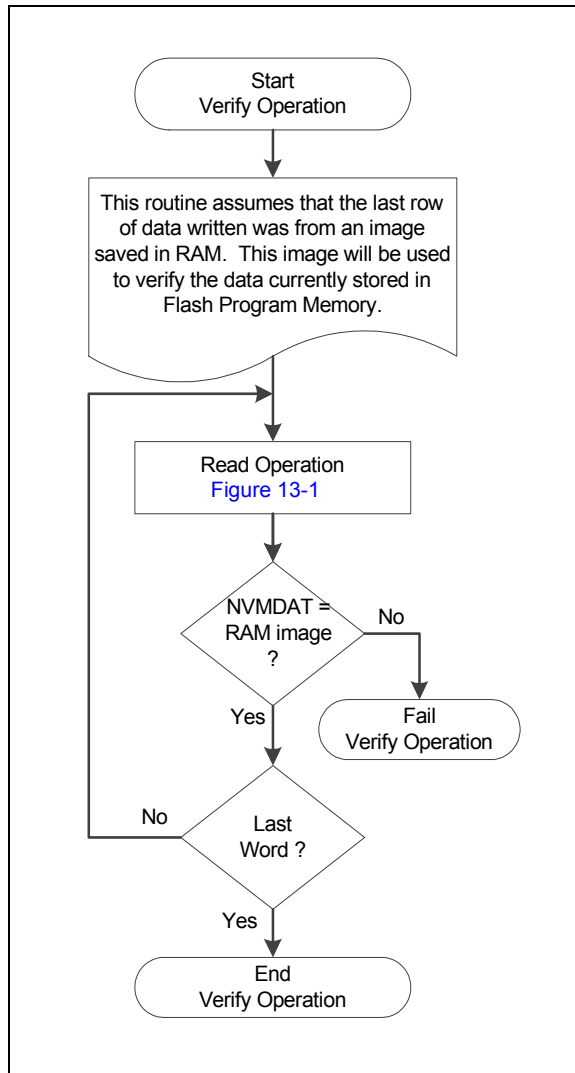 Start
Verify Operation
This routine assumes that the last row
of data written was from an image
saved in RAM. This image will be used
to verify the data currently stored in
Flash Program Memory.
Read Operation
Figure 13-1
NVMDAT =
RAM image
?
No
Yes
Fail
Verify Operation
No
Last
Word ?
Yes
End
Verify Operation